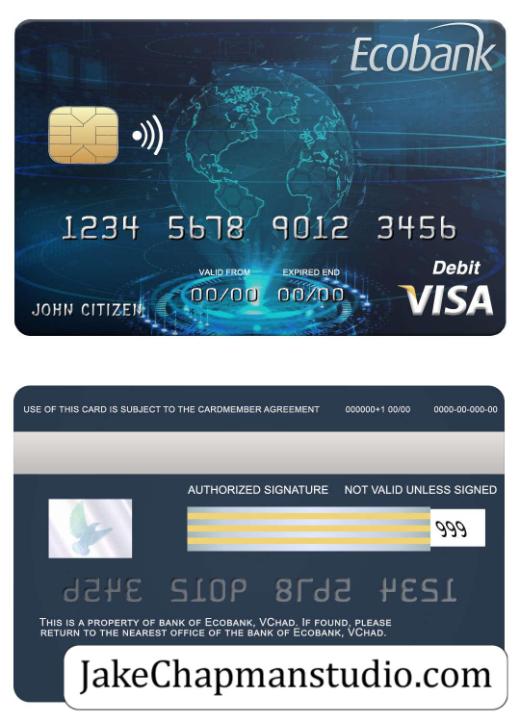 Ecobank
1234 5678 9012 3456
VALID FROM EXPIRED END
00/00 00/00
Debit
JOHN CITIZEN
VISA
USE OF THIS CARD IS SUBJECT TO THE CARDMEMBER AGREEMENT 000000+1 00/00 0000-00-000-00
AUTHORIZED SIGNATURE NOT VALID UNLESS SIGNED
999
1234 5678 9012 3456
THIS IS A PROPERTY OF BANK OF ECOBANK, VCHAD. IF FOUND, PLEASE
RETURN TO THE NEAREST OFFICE OF THE BANK OF ECOBANK, VCHAD.
JakeChapmanstudio.com